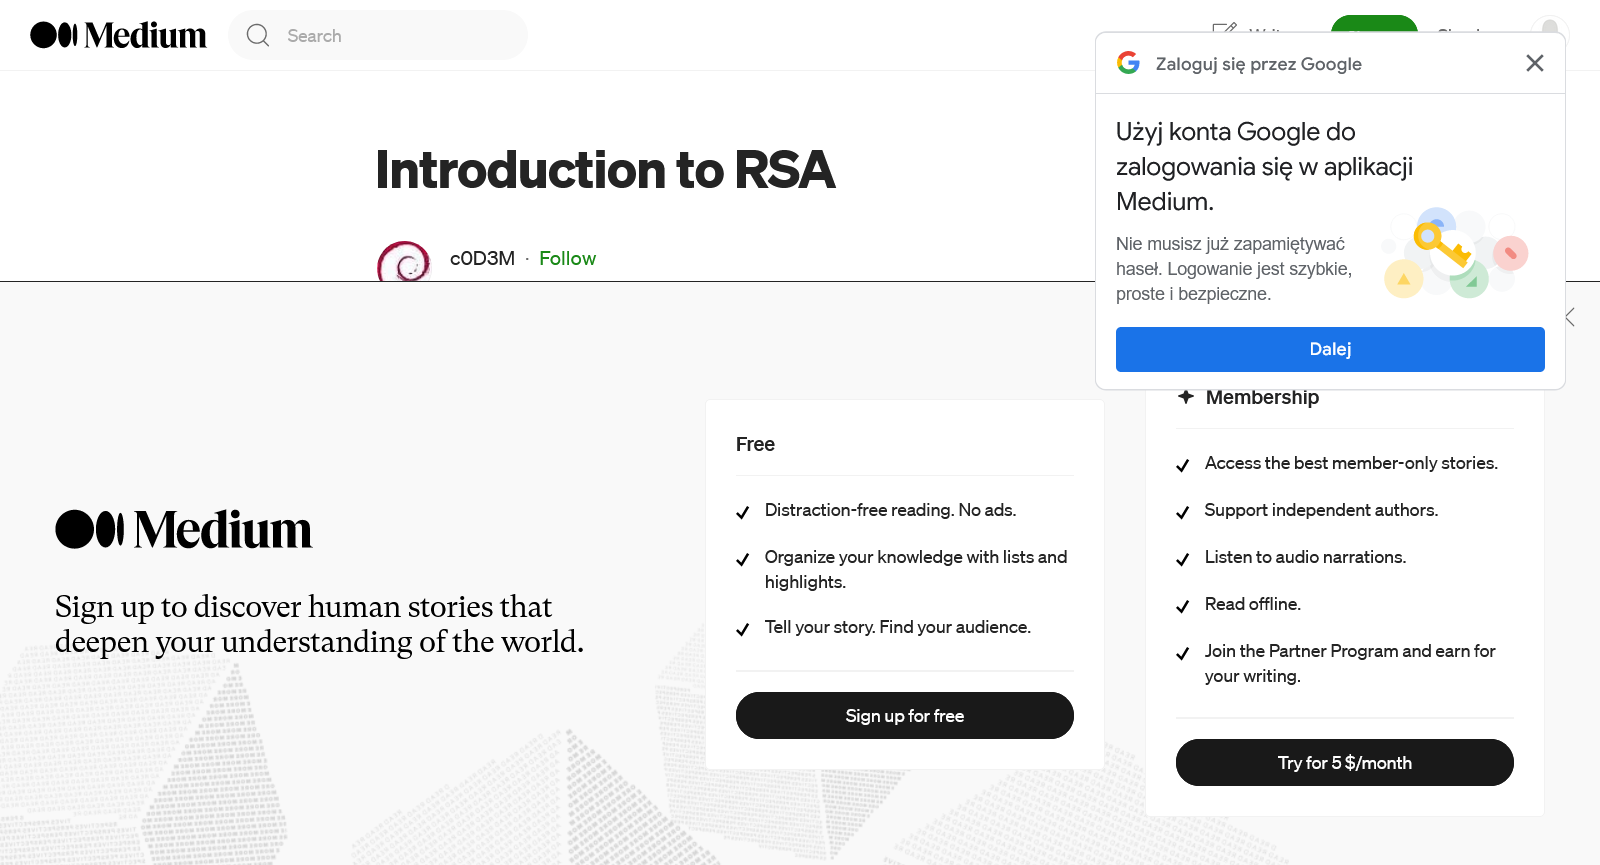 Medium
Search
Introduction to RSA
c0D3M · Follow
Zaloguj się przez Google
Użyj konta Google do
zalogowania się w aplikacji
Medium.
Nie musisz już zapamiętywać
haseł. Logowanie jest szybkie,
proste i bezpieczne.
Dalej
Medium
Sign up to discover human stories that
deepen your understanding of the world.
Free
Distraction-free reading. No ads.
Organize your knowledge with lists and
highlights.
Tell your story. Find your audience.
Sign up for free
Membership
Access the best member-only stories.
Support independent authors.
Listen to audio narrations.
Read offline.
Join the Partner Program and earn for
your writing.
Try for 5 $/month